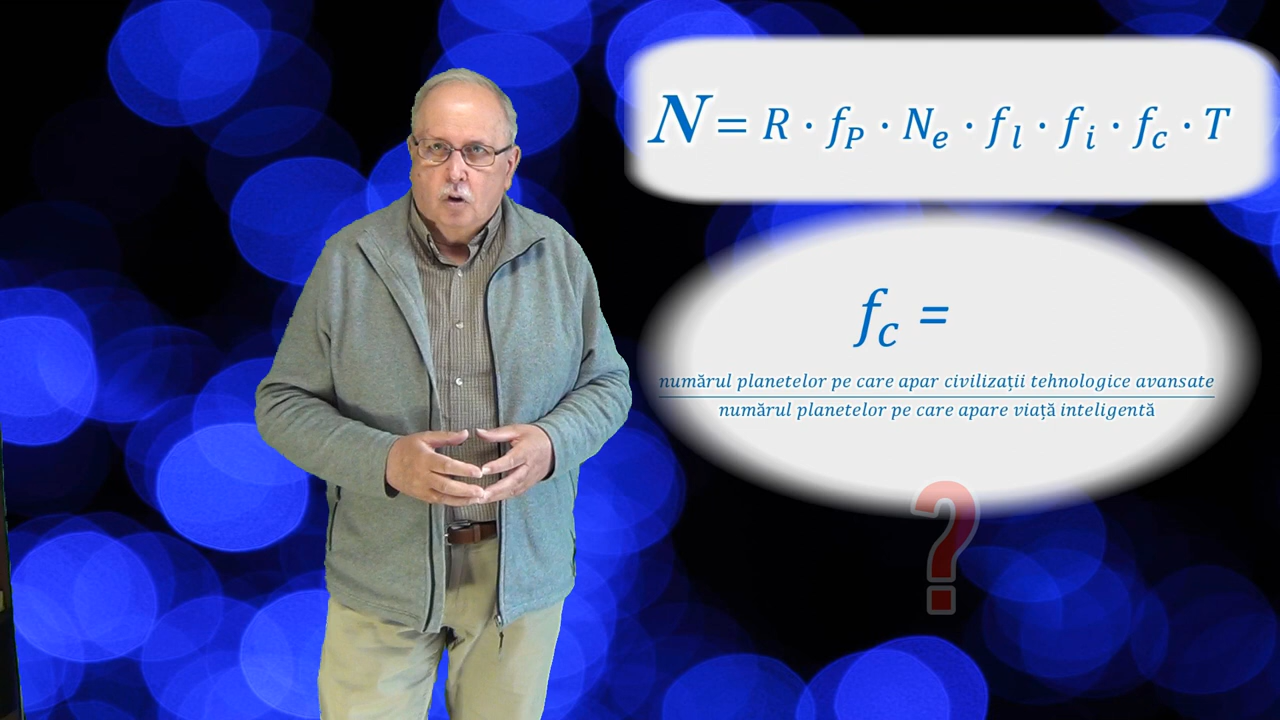 N = R · f_P · N_e · f_l · f_i · f_c · T
f_c =
numărul planetelor pe care apar civilizații tehnologice avansate
numărul planetelor pe care apare viață inteligentă
?